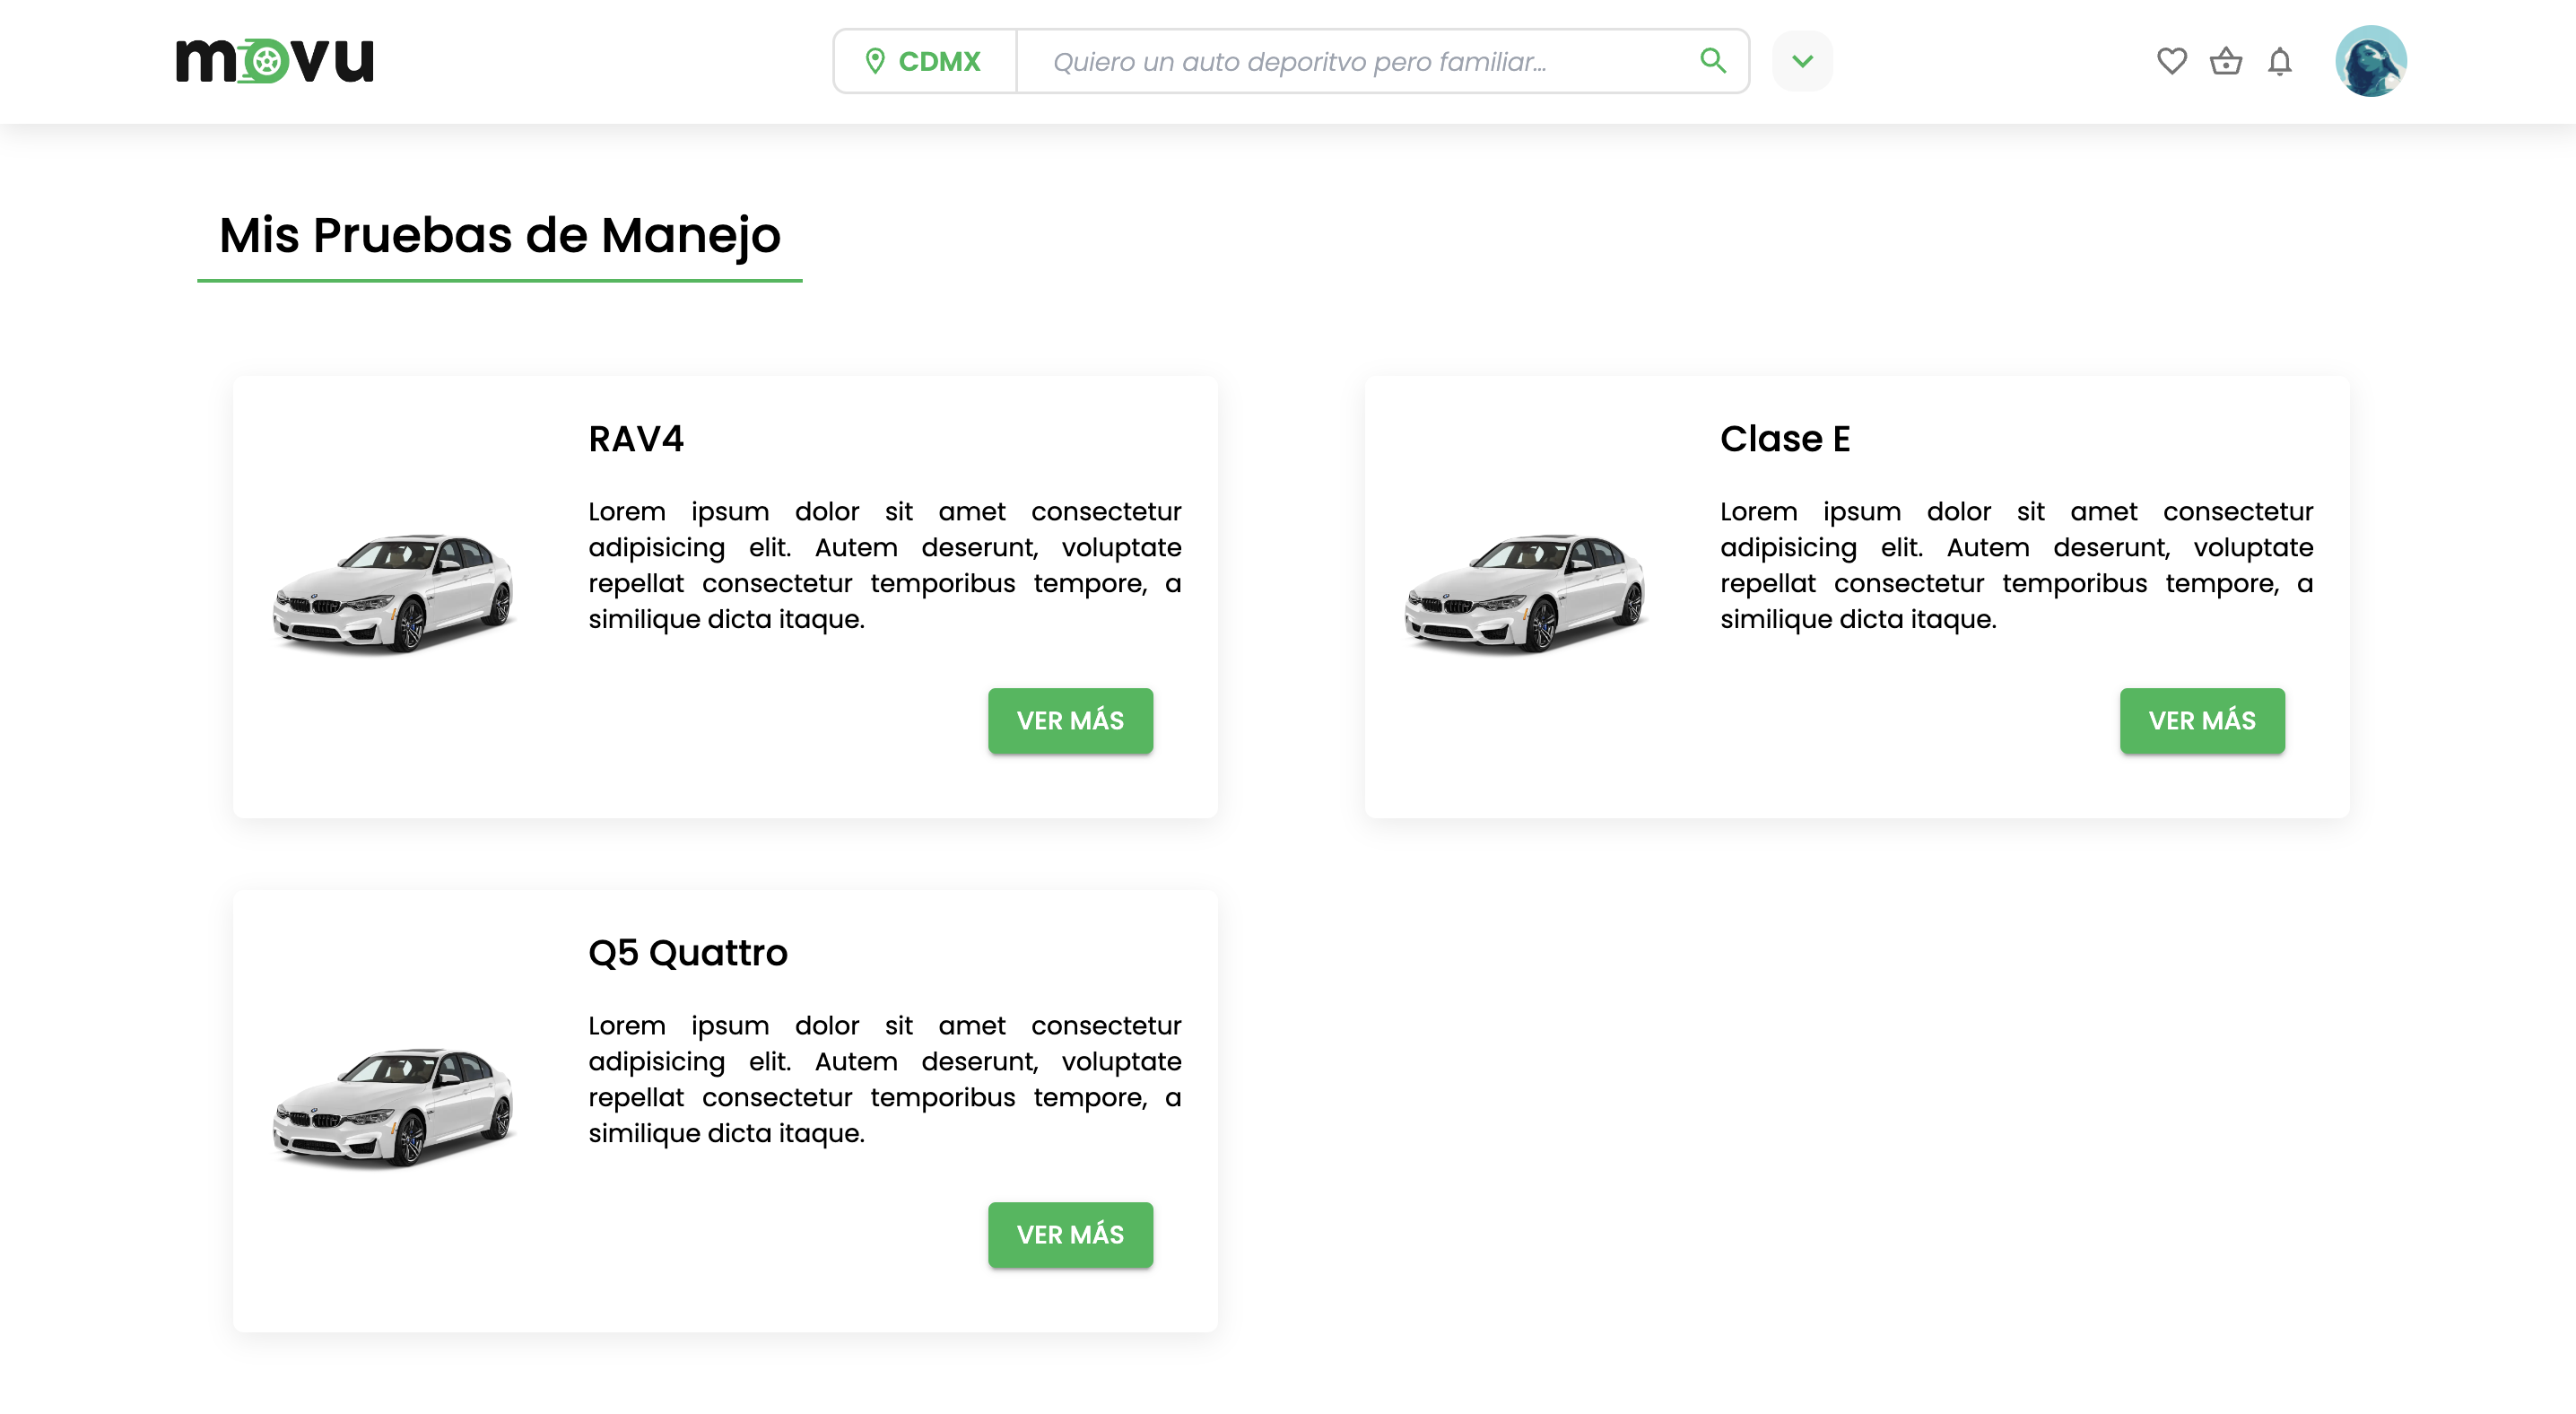 movu
CDMX
Quiero un auto deporitvo pero familiar...
Mis Pruebas de Manejo
RAV4
Lorem ipsum dolor sit amet consectetur
adipisicing elit. Autem deserunt, voluptate
repellat consectetur temporibus tempore, a
similique dicta itaque.
VER MÁS
Clase E
Lorem ipsum dolor sit amet consectetur
adipisicing elit. Autem deserunt, voluptate
repellat consectetur temporibus tempore, a
similique dicta itaque.
VER MÁS
Q5 Quattro
Lorem ipsum dolor sit amet consectetur
adipisicing elit. Autem deserunt, voluptate
repellat consectetur temporibus tempore, a
similique dicta itaque.
VER MÁS